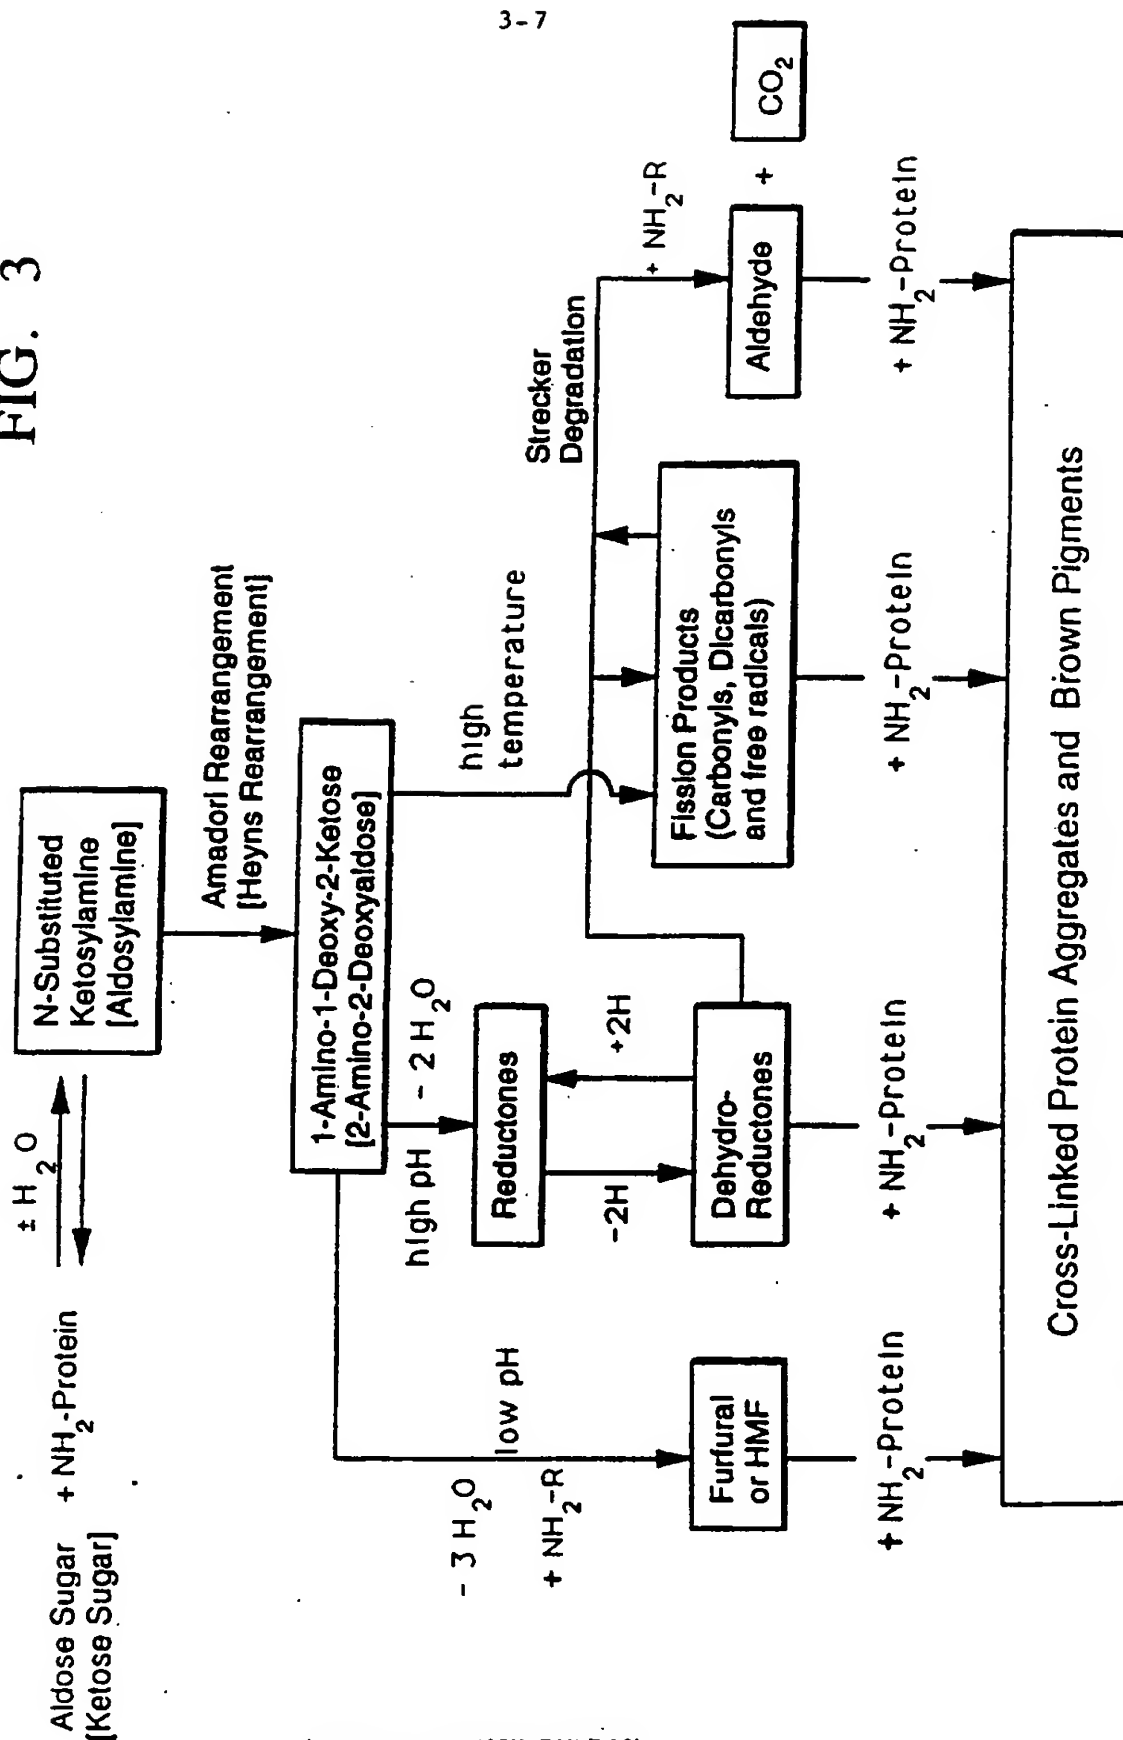 3-7
FIG. 3
Aldose Sugar + NH2-Protein
[Ketose Sugar]
± H2O
N-Substituted
Ketosylamine
[Aldosylamine]
Amadori Rearrangement
[Heyns Rearrangement]
1-Amino-1-Deoxy-2-Ketose
[2-Amino-2-Deoxyaldose]
- 3 H2O
+ NH2-R
low pH
high pH
- 2 H2O
high
temperature
Reductones
-2H
+2H
Strecker
Degradation
+ NH2-R
Furfural
or HMF
Dehydro-
Reductones
Fission Products
(Carbonyls, Dicarbonyls
and free radicals)
Aldehyde
+
CO2
+ NH2-Protein
+ NH2-Protein
+ NH2-Protein
+ NH2-Protein
Cross-Linked Protein Aggregates and Brown Pigments